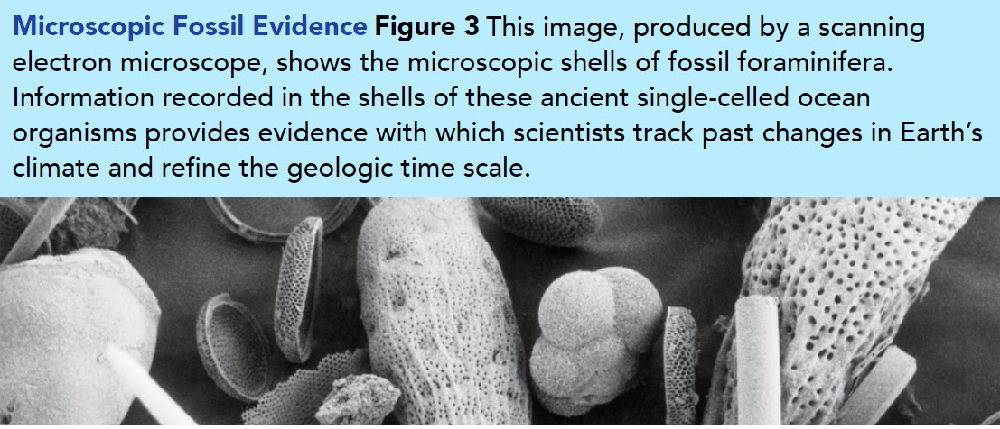 Microscopic Fossil Evidence Figure 3 This image, produced by a scanning
electron microscope, shows the microscopic shells of fossil foraminifera.
Information recorded in the shells of these ancient single-celled ocean
organisms provides evidence with which scientists track past changes in Earth’s
climate and refine the geologic time scale.